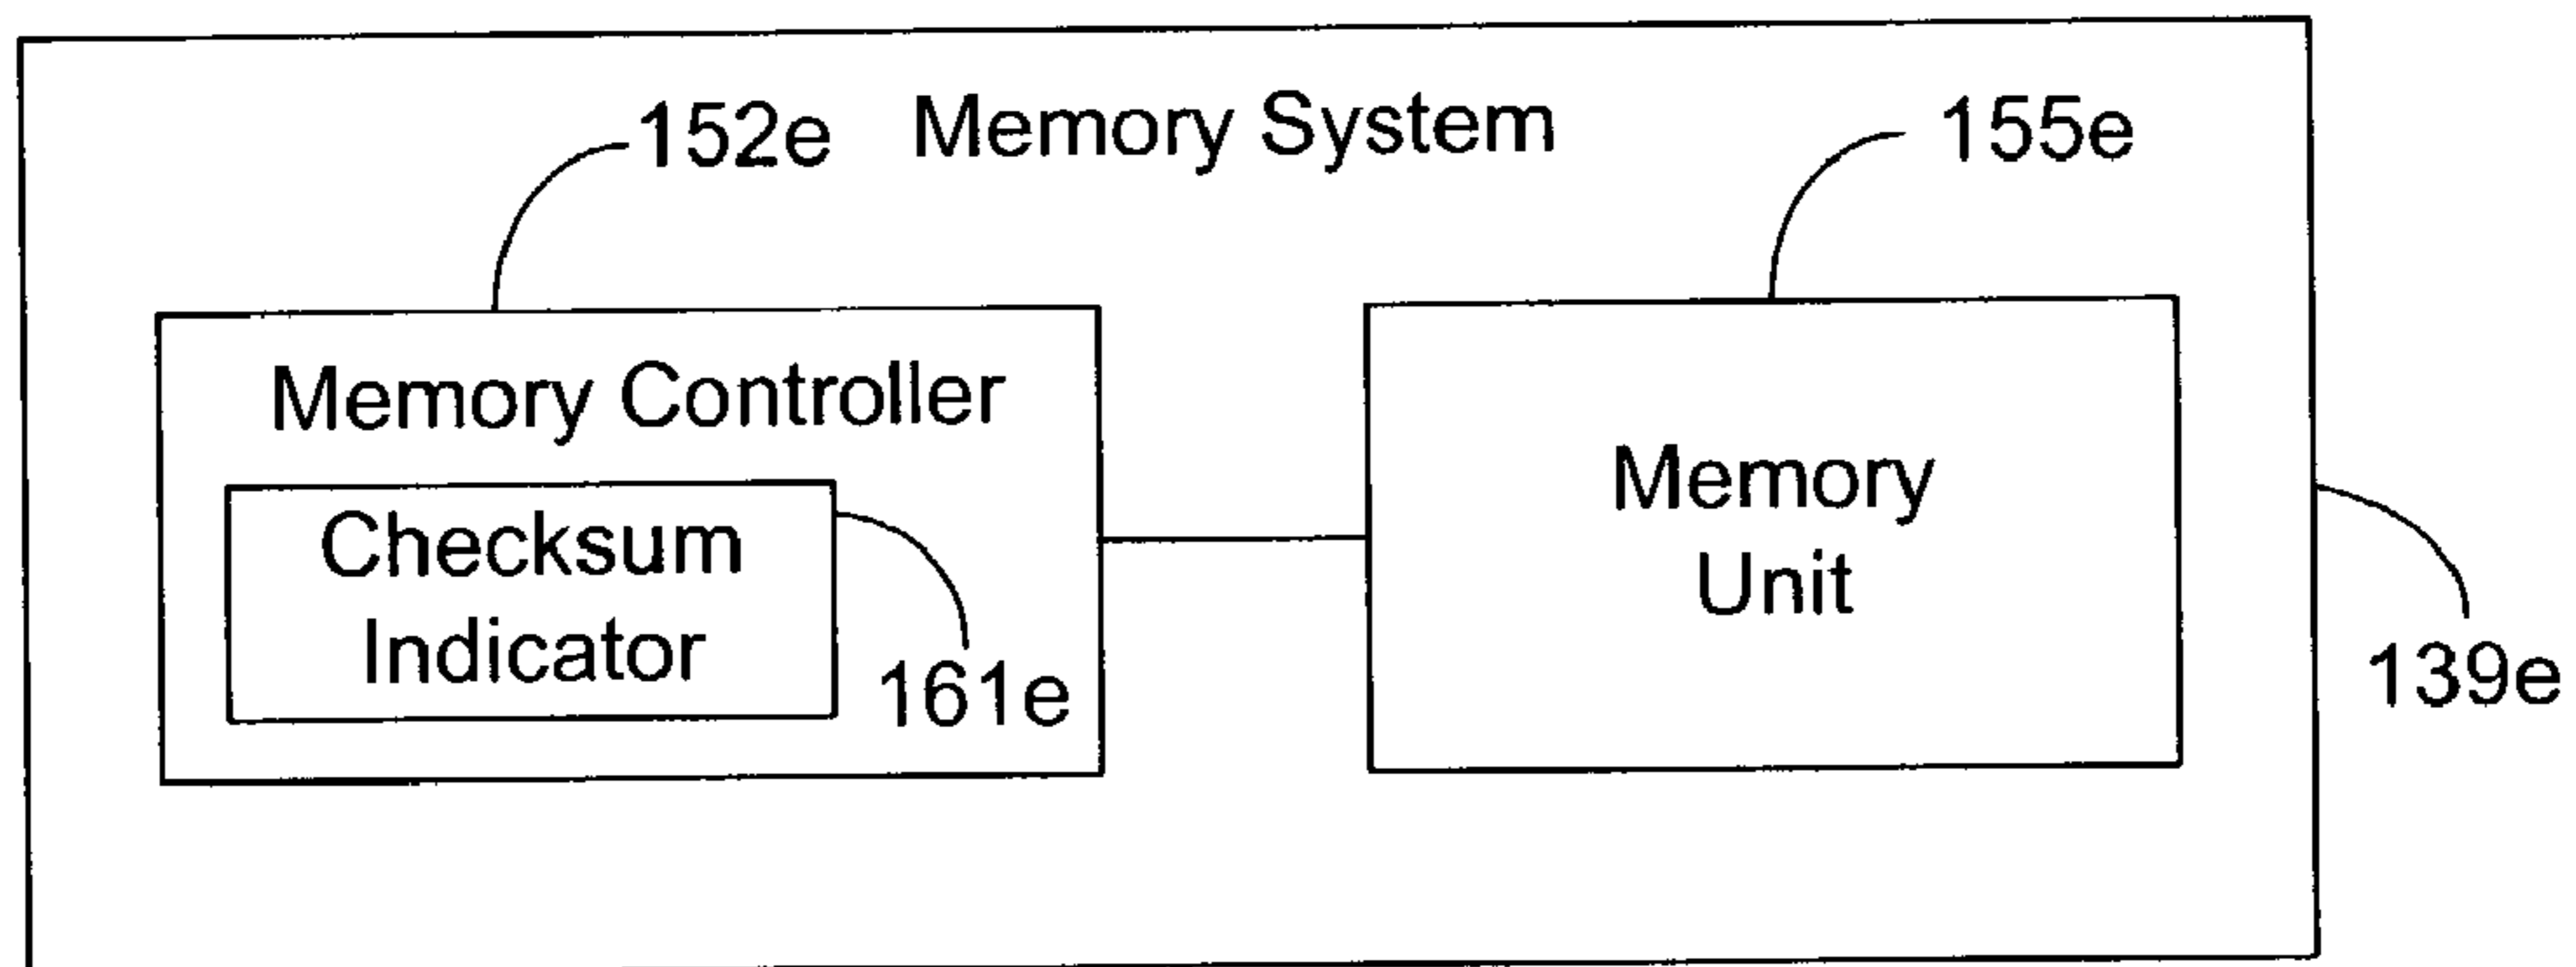 152e Memory System 155e
Memory Controller
Checksum
Indicator
161e
Memory
Unit
139e